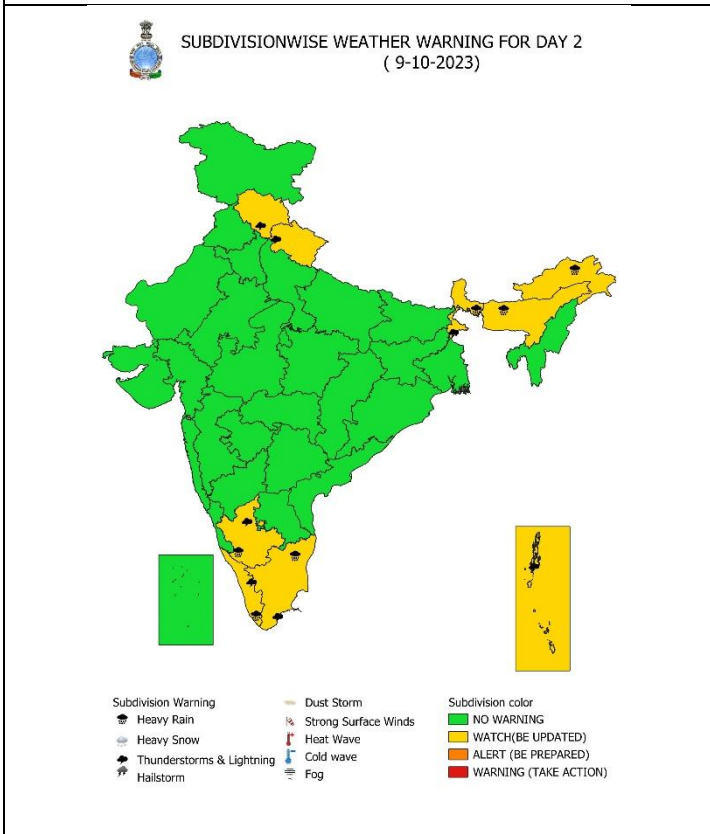 SUBDIVISIONWISE WEATHER WARNING FOR DAY 2
( 9-10-2023)
Subdivision Warning
Heavy Rain
Heavy Snow
Thunderstorms & Lightning
Hailstorm
Dust Storm
Strong Surface Winds
Heat Wave
Cold wave
Fog
Subdivision color
NO WARNING
WATCH(BE UPDATED)
ALERT (BE PREPARED)
WARNING (TAKE ACTION)